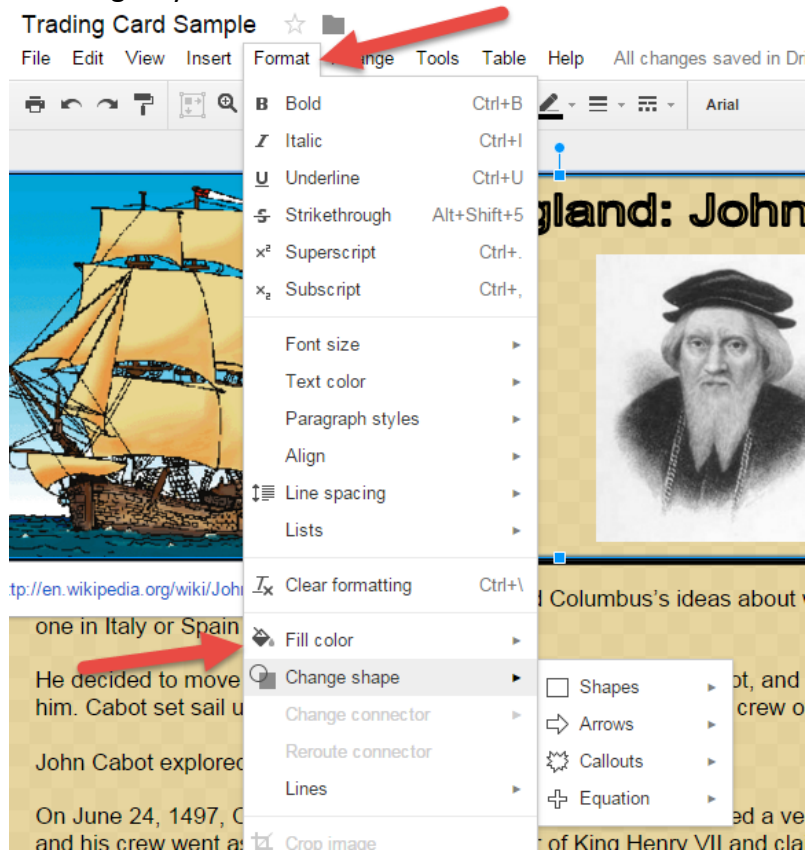 Trading Card Sample
File Edit View Insert Format ange Tools Table Help All changes saved in Dri
Arial
B Bold Ctrl+B
I Italic Ctrl+I
U Underline Ctrl+U
S Strikethrough Alt+Shift+5
x² Superscript Ctrl+.
x₂ Subscript Ctrl+,
gland: John
Font size
Text color
Paragraph styles
Align
Line spacing
Lists
Clear formatting Ctrl+\
tp://en.wikipedia.org/wiki/Joh
d Columbus's ideas about
one in Italy or Spain
Fill color
Change shape
Shapes
Arrows
Callouts
Equation
He decided to move ot, and
him. Cabot set sail crew o
Change connector
Reroute connector
John Cabot explored
Lines
On June 24, 1497, ed a ve
and his crew went of King Henry VII and cla
Crop image